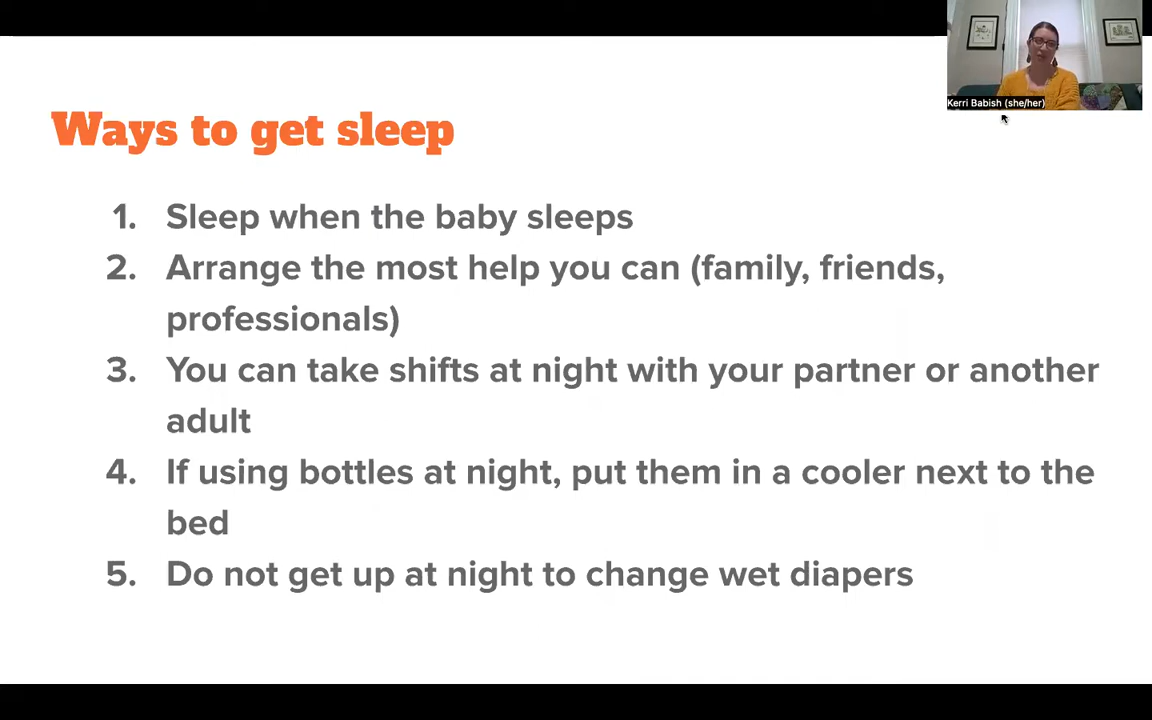 Kerri Babish (she/her)
Ways to get sleep
1. Sleep when the baby sleeps
2. Arrange the most help you can (family, friends,
professionals)
3. You can take shifts at night with your partner or another
adult
4. If using bottles at night, put them in a cooler next to the
bed
5. Do not get up at night to change wet diapers